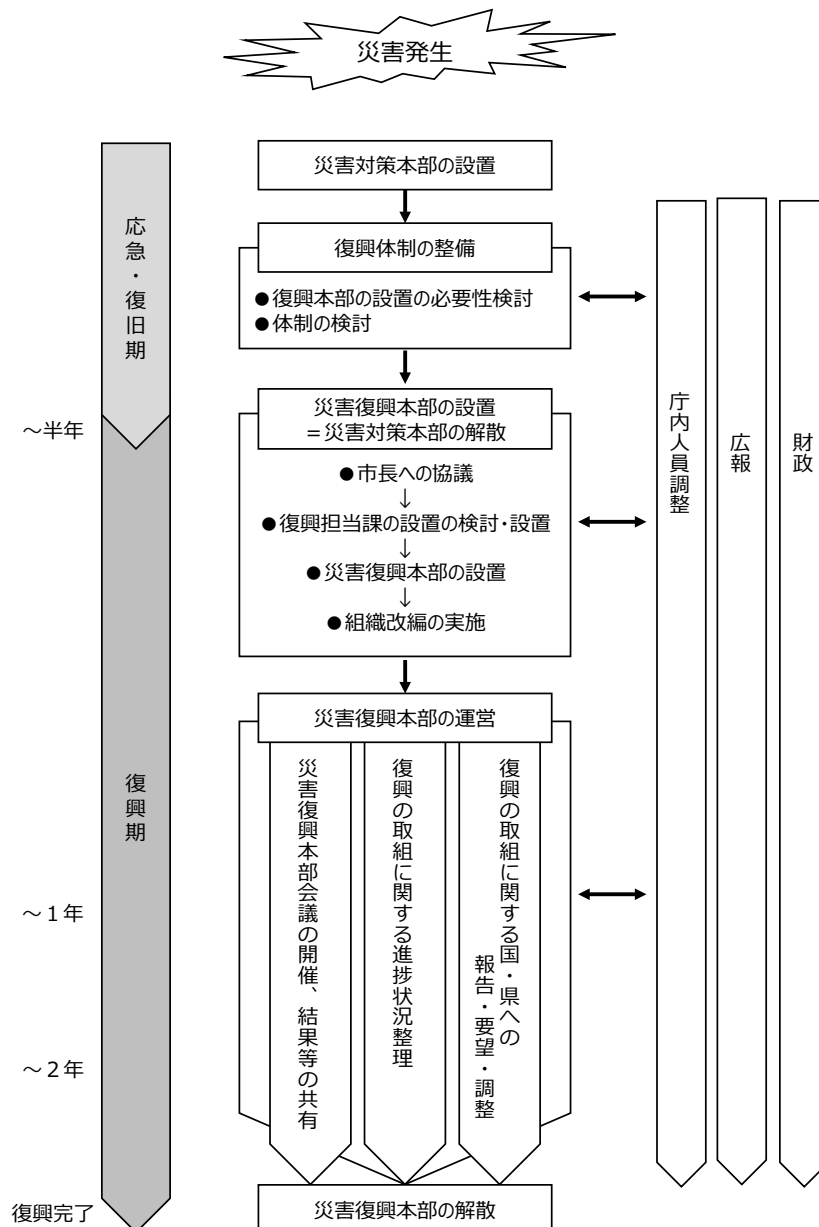 災害発生
災害対策本部の設置
復興体制の整備
●復興本部の設置の必要性検討
●体制の検討
災害復興本部の設置
＝災害対策本部の解散
●市長への協議
↓
●復興担当課の設置の検討・設置
↓
●災害復興本部の設置
↓
●組織改編の実施
災害復興本部の運営
災害復興本部会議の開催、結果等の共有
復興の取組に関する進捗状況整理
復興の取組に関する国・県への
報告・要望・調整
災害復興本部の解散
応急・復旧期
復興期
～半年
～１年
～２年
復興完了
庁内人員調整
広報
財政